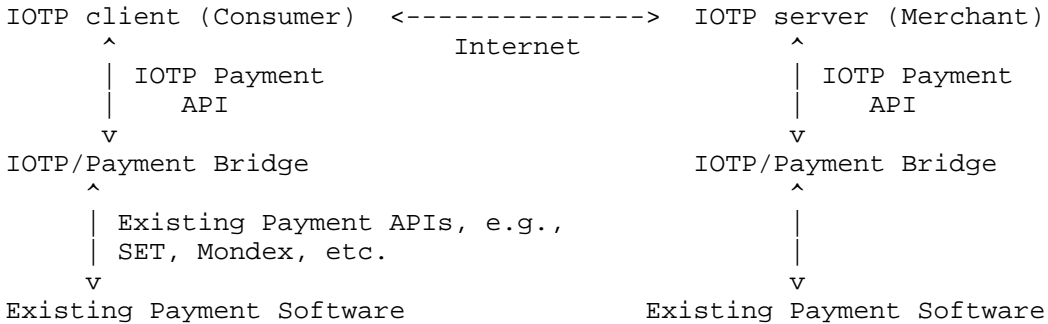 IOTP client (Consumer) <---------------> IOTP server (Merchant)
^ Internet ^
| IOTP Payment | IOTP Payment
| API | API
v v
IOTP/Payment Bridge IOTP/Payment Bridge
^ ^
| Existing Payment APIs, e.g., |
| SET, Mondex, etc. |
v v
Existing Payment Software Existing Payment Software